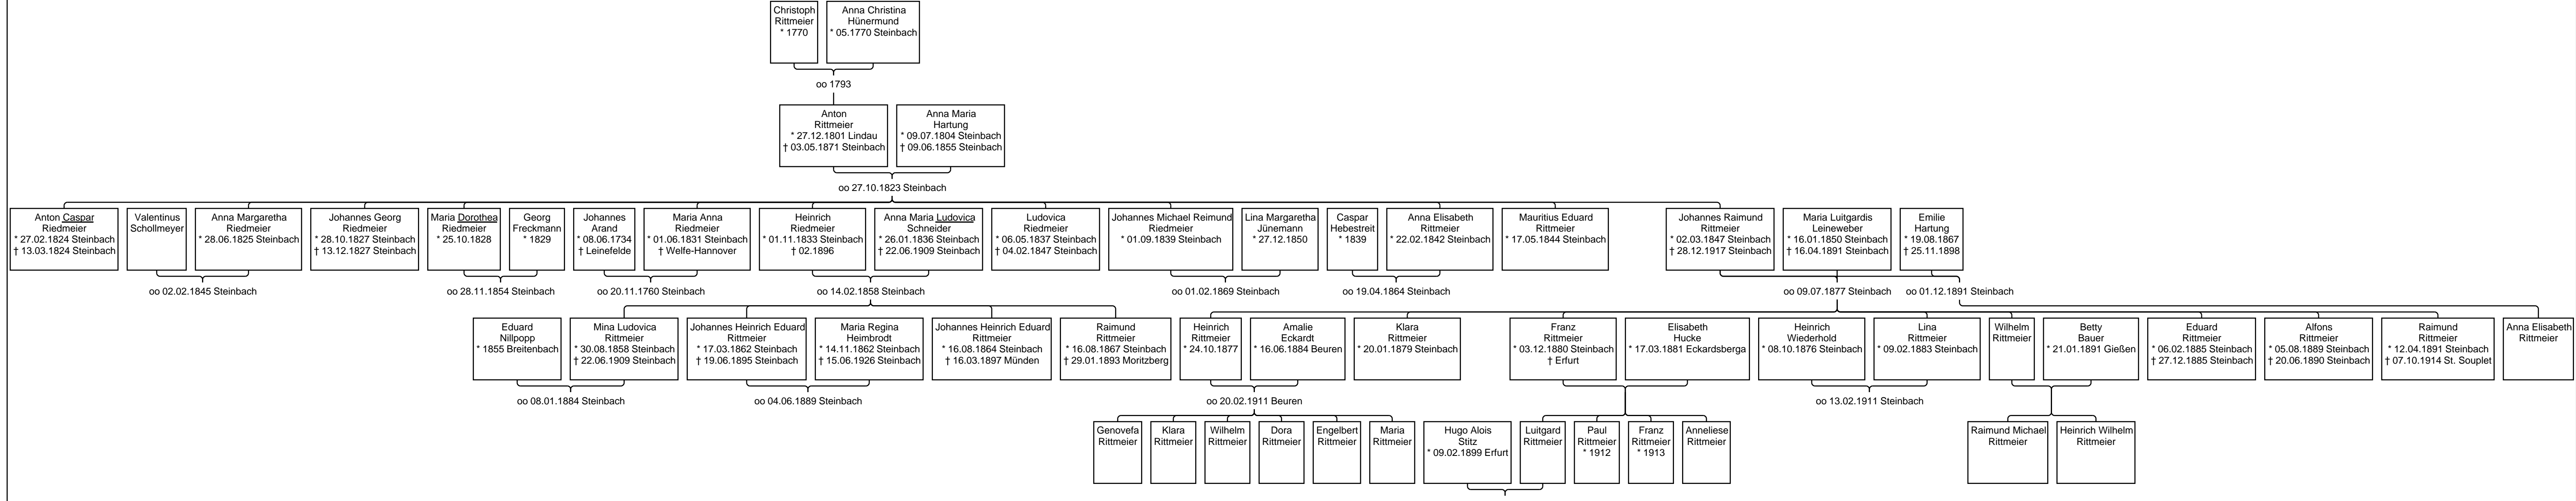 Christoph
Rittmeier
* 1770
Anna Christina
Hünermund
* 05.1770 Steinbach
oo 1793
Anton
Rittmeier
* 27.12.1801 Lindau
† 03.05.1871 Steinbach
Anna Maria
Hartung
* 09.07.1804 Steinbach
† 09.06.1855 Steinbach
oo 27.10.1823 Steinbach
Anton Caspar
Riedmeier
* 27.02.1824 Steinbach
† 13.03.1824 Steinbach
Valentinus
Schollmeyer
Anna Margaretha
Riedmeier
* 28.06.1825 Steinbach
Johannes Georg
Riedmeier
* 28.10.1827 Steinbach
† 13.12.1827 Steinbach
Maria Dorothea
Riedmeier
* 25.10.1828
Georg
Freckmann
* 1829
Johannes
Arand
* 08.06.1734
† Leinefelde
Maria Anna
Riedmeier
* 01.06.1831 Steinbach
† Welfe-Hannover
Heinrich
Riedmeier
* 01.11.1833 Steinbach
† 02.1896
Anna Maria Ludovica
Schneider
* 26.01.1836 Steinbach
† 22.06.1909 Steinbach
Ludovica
Riedmeier
* 06.05.1837 Steinbach
† 04.02.1847 Steinbach
Johannes Michael Reimund
Riedmeier
* 01.09.1839 Steinbach
Lina Margaretha
Jünemann
* 27.12.1850
Caspar
Hebestreit
* 1839
Anna Elisabeth
Rittmeier
* 22.02.1842 Steinbach
Mauritius Eduard
Rittmeier
* 17.05.1844 Steinbach
Johannes Raimund
Rittmeier
* 02.03.1847 Steinbach
† 28.12.1917 Steinbach
Maria Luitgardis
Leineweber
* 16.01.1850 Steinbach
† 16.04.1891 Steinbach
Emilie
Hartung
* 19.08.1867
† 25.11.1898
oo 02.02.1845 Steinbach
oo 28.11.1854 Steinbach
oo 20.11.1760 Steinbach
oo 14.02.1858 Steinbach
oo 01.02.1869 Steinbach
oo 19.04.1864 Steinbach
oo 09.07.1877 Steinbach
oo 01.12.1891 Steinbach
Eduard
Nillpopp
* 1855 Breitenbach
Mina Ludovica
Rittmeier
* 30.08.1858 Steinbach
† 22.06.1909 Steinbach
Johannes Heinrich Eduard
Rittmeier
* 17.03.1862 Steinbach
† 19.06.1895 Steinbach
Maria Regina
Heimbrodt
* 14.11.1862 Steinbach
† 15.06.1926 Steinbach
Johannes Heinrich Eduard
Rittmeier
* 16.08.1864 Steinbach
† 16.03.1897 Münden
Raimund
Rittmeier
* 16.08.1867 Steinbach
† 29.01.1893 Moritzberg
Heinrich
Rittmeier
* 24.10.1877
Amalie
Eckardt
* 16.06.1884 Beuren
Klara
Rittmeier
* 20.01.1879 Steinbach
Franz
Rittmeier
* 03.12.1880 Steinbach
† Erfurt
Elisabeth
Hucke
* 17.03.1881 Eckardsberga
Heinrich
Wiederhold
* 08.10.1876 Steinbach
Lina
Rittmeier
* 09.02.1883 Steinbach
Wilhelm
Rittmeier
Betty
Bauer
* 21.01.1891 Gießen
Eduard
Rittmeier
* 06.02.1885 Steinbach
† 27.12.1885 Steinbach
Alfons
Rittmeier
* 05.08.1889 Steinbach
† 20.06.1890 Steinbach
Raimund
Rittmeier
* 12.04.1891 Steinbach
† 07.10.1914 St. Souplet
Anna Elisabeth
Rittmeier
oo 08.01.1884 Steinbach
oo 04.06.1889 Steinbach
oo 20.02.1911 Beuren
oo 13.02.1911 Steinbach
Genovefa
Rittmeier
Klara
Rittmeier
Wilhelm
Rittmeier
Dora
Rittmeier
Engelbert
Rittmeier
Maria
Rittmeier
Hugo Alois
Stitz
* 09.02.1899 Erfurt
Luitgard
Rittmeier
Paul
Rittmeier
* 1912
Franz
Rittmeier
* 1913
Anneliese
Rittmeier
Raimund Michael
Rittmeier
Heinrich Wilhelm
Rittmeier